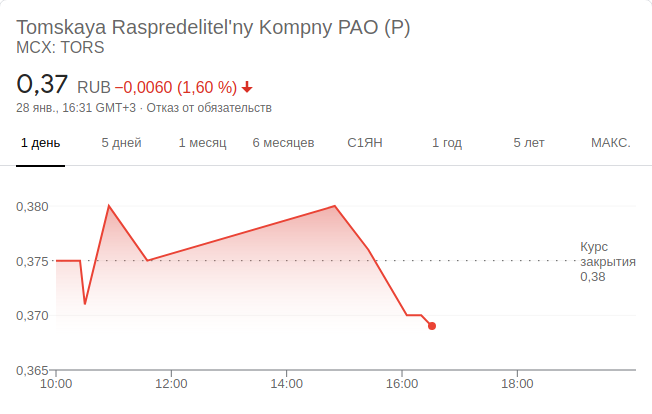 Tomskaya Raspredelitel'ny Kompny PAO (P)
MCX: TORS
0,37 RUB −0,0060 (1,60 %)
28 янв., 16:31 GMT+3 · Отказ от обязательств
1 день 5 дней 1 месяц 6 месяцев С1ЯН 1 год 5 лет МАКС.
0,380
0,375
0,370
0,365
Курс
закрытия
0,38
10:00 12:00 14:00 16:00 18:00